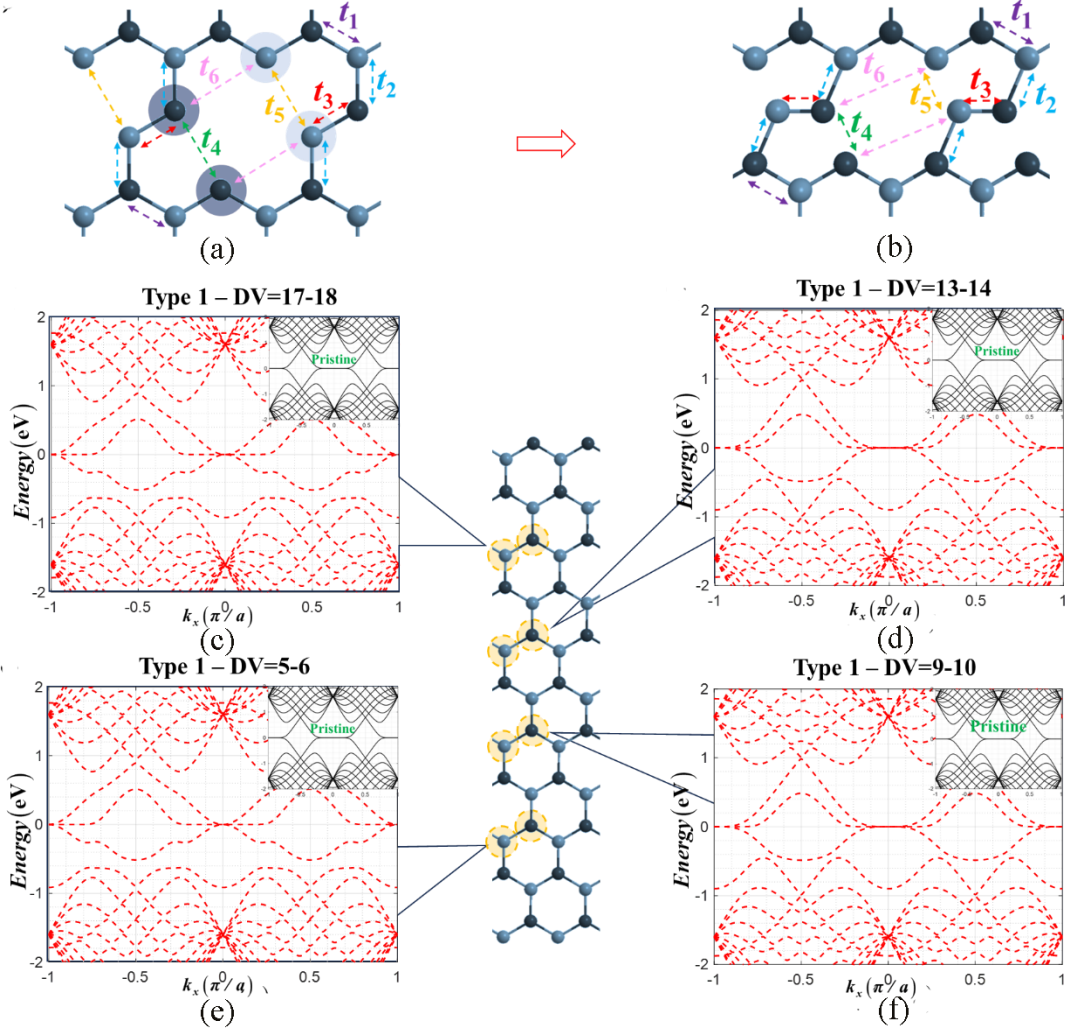 t1
t6
t2
t5
t3
t4
(a)
t1
t6
t3
t5
t2
t4
(b)
Type 1 – DV=17-18
Pristine
Energy(eV)
2
1
0
-1
-2
-1
-0.5
0
0.5
1
kx(π/a)
(c)
Type 1 – DV=13-14
Pristine
Energy(eV)
2
1
0
-1
-2
-1
-0.5
0
0.5
1
kx(π/a)
(d)
Type 1 – DV=5-6
Pristine
Energy(eV)
2
1
0
-1
-2
-1
-0.5
0
0.5
1
kx(π/a)
(e)
Type 1 – DV=9-10
Pristine
Energy(eV)
2
1
0
-1
-2
-1
-0.5
0
0.5
1
kx(π/a)
(f)